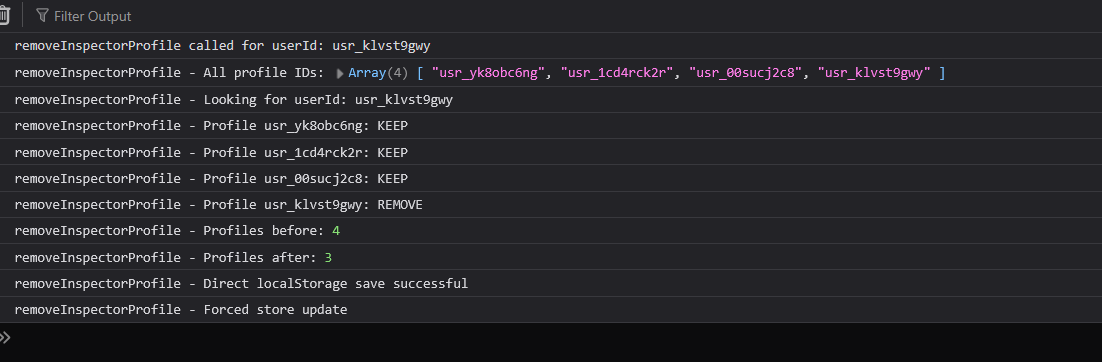 Filter Output
removeInspectorProfile called for userId: usr_klvst9gwy
removeInspectorProfile - All profile IDs: ▶ Array(4) [ "usr_yk8obc6ng", "usr_1cd4rck2r", "usr_00sucj2c8", "usr_klvst9gwy" ]
removeInspectorProfile - Looking for userId: usr_klvst9gwy
removeInspectorProfile - Profile usr_yk8obc6ng: KEEP
removeInspectorProfile - Profile usr_1cd4rck2r: KEEP
removeInspectorProfile - Profile usr_00sucj2c8: KEEP
removeInspectorProfile - Profile usr_klvst9gwy: REMOVE
removeInspectorProfile - Profiles before: 4
removeInspectorProfile - Profiles after: 3
removeInspectorProfile - Direct localStorage save successful
removeInspectorProfile - Forced store update
»